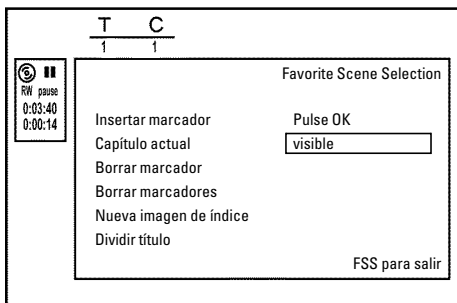 T C
1 1
RW pause
0:03:40
0:00:14
Favorite Scene Selection
Insertar marcador Pulse OK
Capítulo actual visible
Borrar marcador
Borrar marcadores
Nueva imagen de índice
Dividir título
FSS para salir